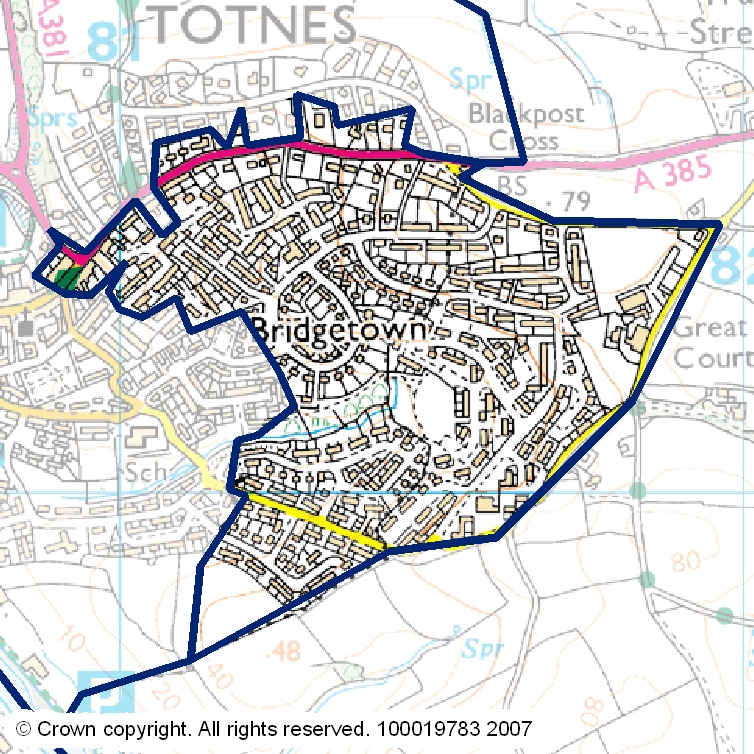 TOTNES
A381
81
Sprs
Spr
Stre
Blackpost
Cross
A 385
BS
· 79
82
Bridgetown
Great
Court
Sch
80
Spr
·48
10
20
40
80
P
© Crown copyright. All rights reserved. 100019783 2007